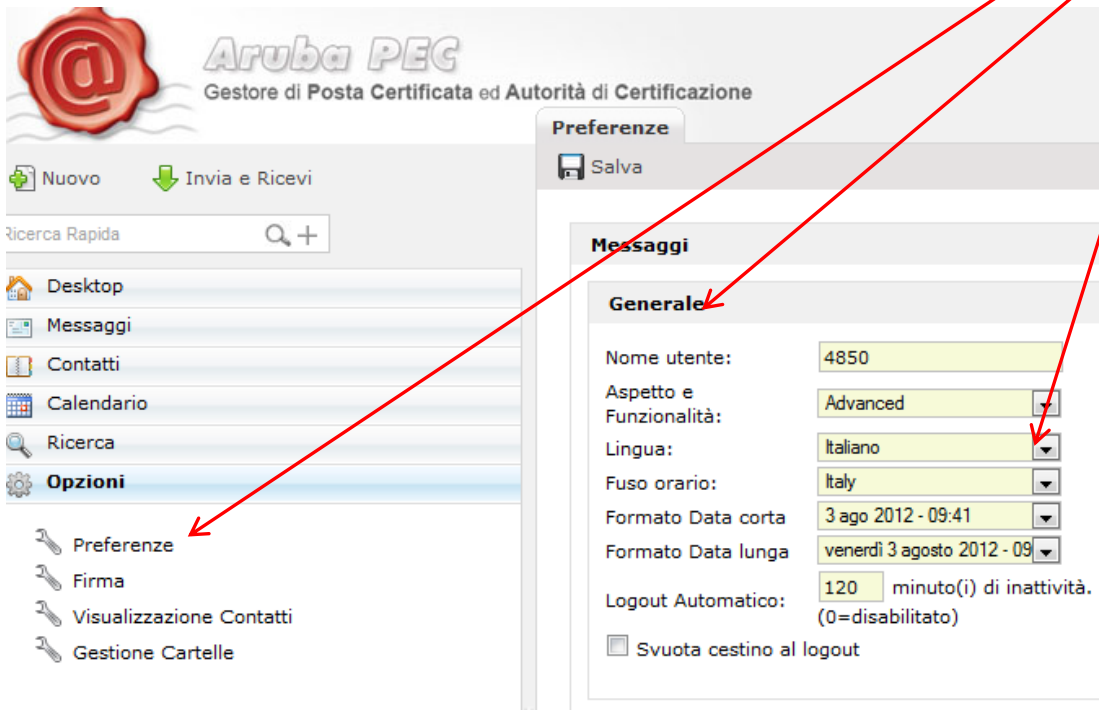 Aruba PEC
Gestore di Posta Certificata ed Autorità di Certificazione
Preferenze
Nuovo Invia e Ricevi
Salva
Ricerca Rapida
Desktop
Messaggi
Contatti
Calendario
Ricerca
Opzioni
Preferenze
Firma
Visualizzazione Contatti
Gestione Cartelle
Messaggi
Generale
Nome utente: 4850
Aspetto e
Funzionalità: Advanced
Lingua: Italiano
Fuso orario: Italy
Formato Data corta 3 ago 2012 - 09:41
Formato Data lunga venerdì 3 agosto 2012 - 09
Logout Automatico: 120 minuto(i) di inattività.
(0=disabilitato)
Svuota cestino al logout